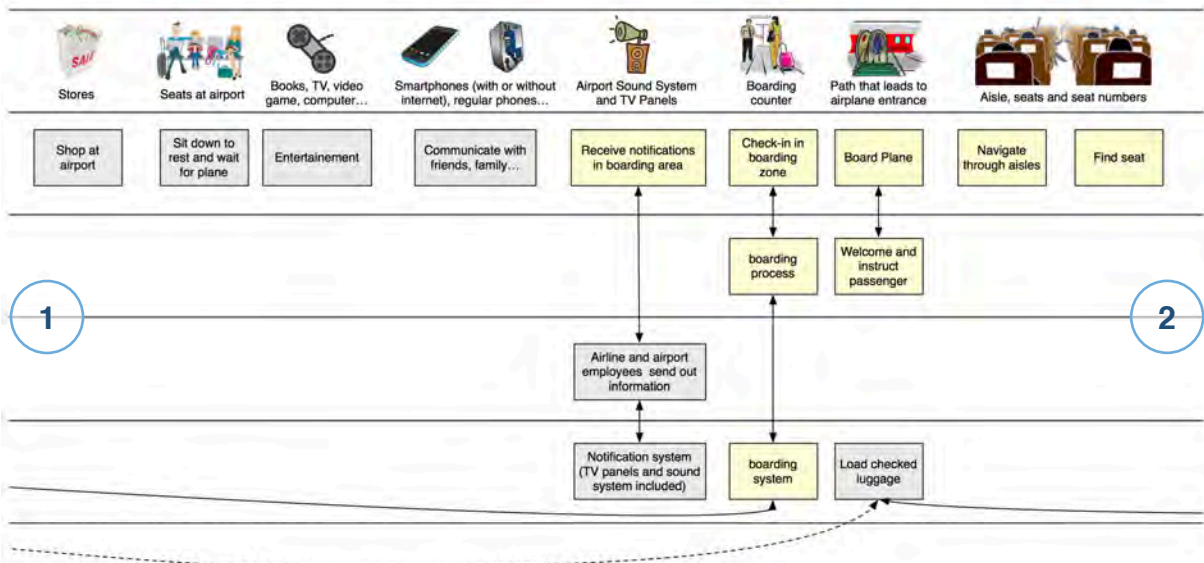 SALE
Stores
Seats at airport
Books, TV, video
game, computer…
Smartphones (with or without
internet), regular phones…
Airport Sound System
and TV Panels
Boarding
counter
Path that leads to
airplane entrance
Aisle, seats and seat numbers
Shop at
airport
Sit down to
rest and wait
for plane
Entertainement
Communicate with
friends, family…
Receive notifications
in boarding area
Check-in in
boarding
zone
Board Plane
Navigate
through aisles
Find seat
boarding
process
Welcome and
instruct
passenger
1
2
Airline and airport
employees send out
information
Notification system
(TV panels and sound
system included)
boarding
system
Load checked
luggage